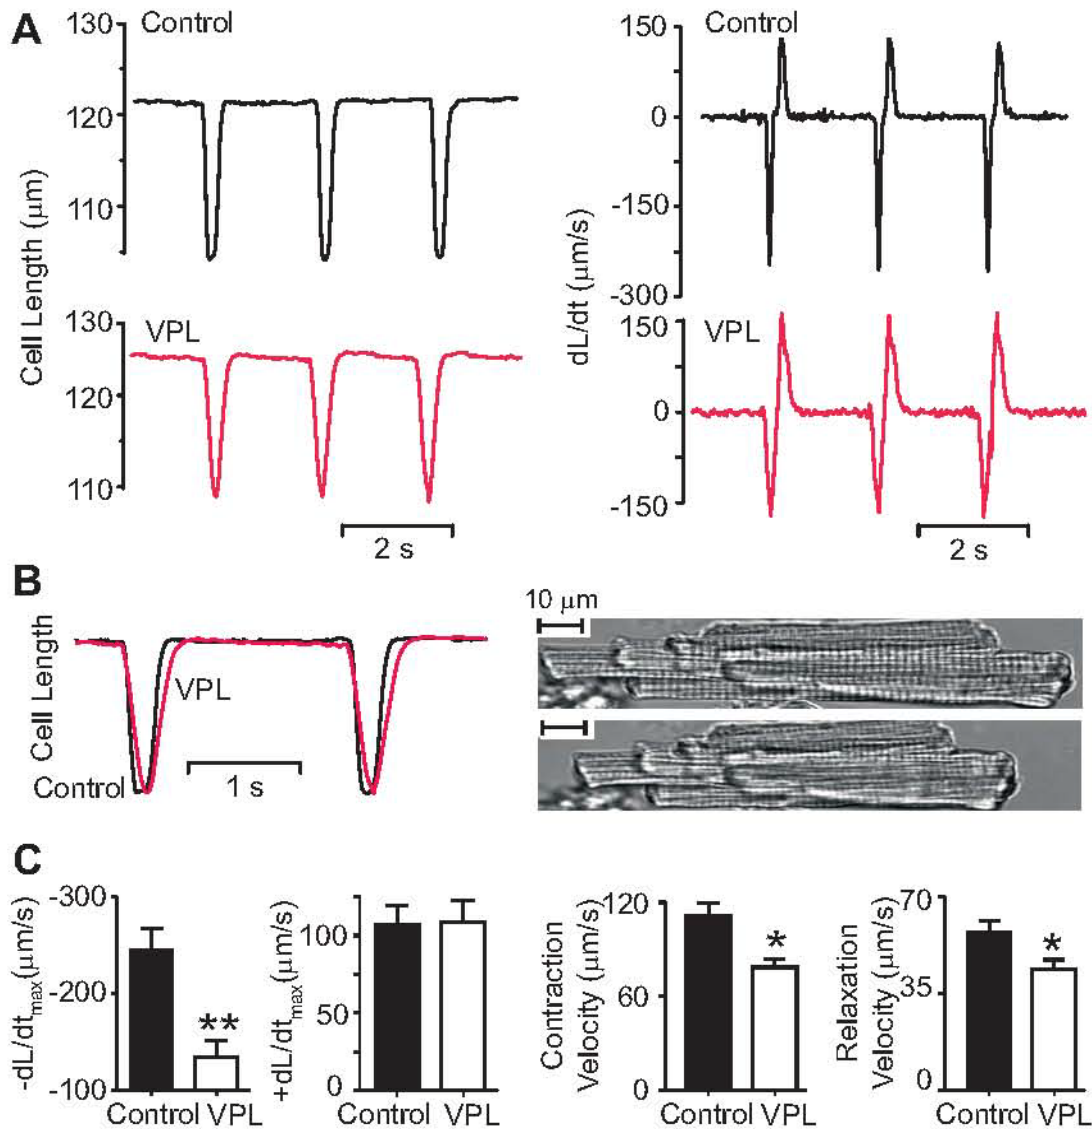 A
130
Control
120
110
Cell Length (μm)
130
VPL
120
110
2 s
150
Control
0
-150
-300
dL/dt (μm/s)
150
VPL
0
-150
2 s
B
Cell Length
VPL
Control
1 s
10 μm
C
-dL/dtmax(μm/s)
-300
-200
-100
**
Control VPL
+dL/dtmax(μm/s)
100
50
0
Control VPL
Contraction
Velocity (μm/s)
120
60
0
*
Control VPL
Relaxation
Velocity (μm/s)
70
35
0
*
Control VPL